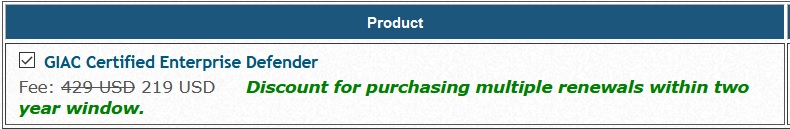 Product
GIAC Certified Enterprise Defender
Fee: 429 USD 219 USD Discount for purchasing multiple renewals within two
year window.